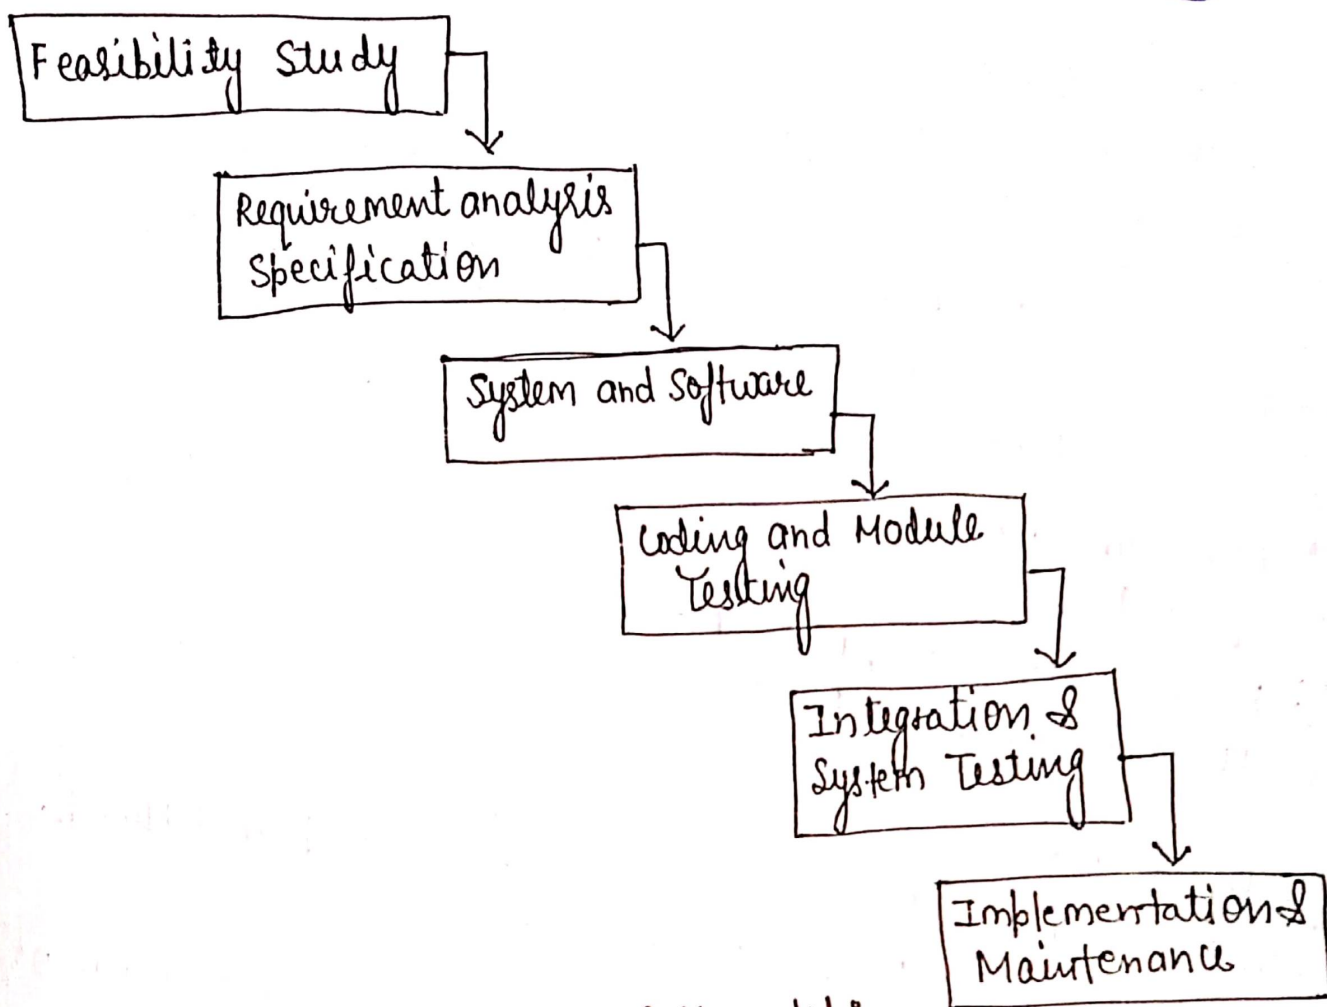 Feasibility Study
Requirement analysis
Specification
System and Software
Coding and Module
Testing
Integration &
System Testing
Implementation &
Maintenance